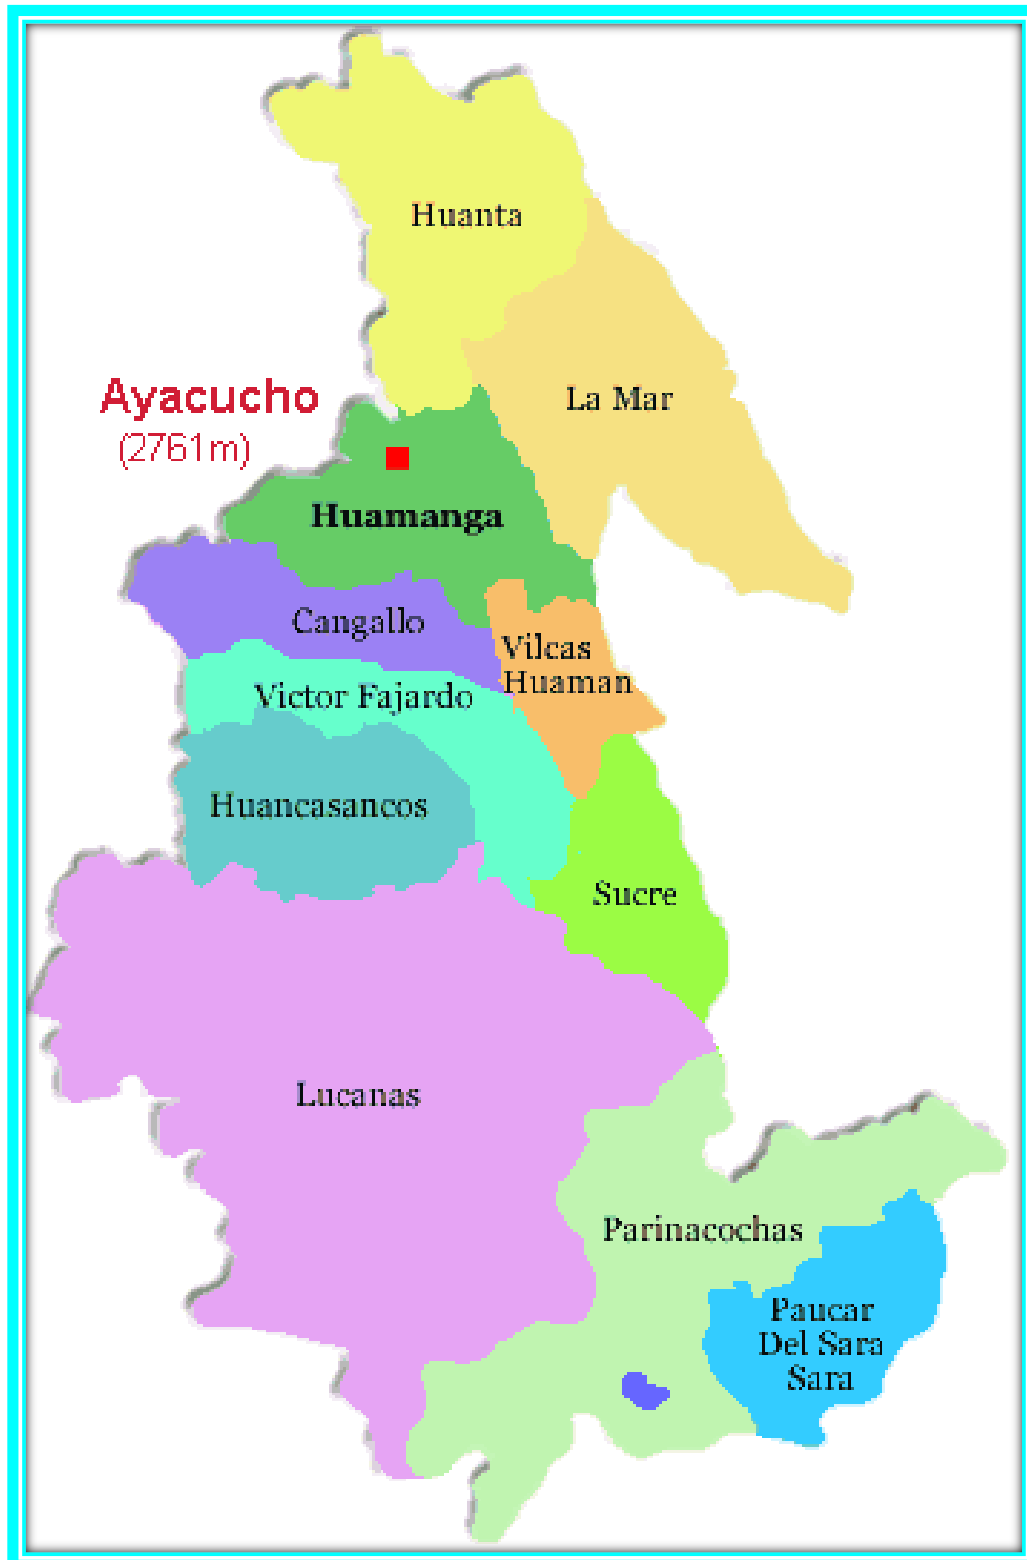 Huanta
La Mar
Ayacucho
(2761m)
Huamanga
Cangallo
Vilcas
Huaman
Victor Fajardo
Huancasancos
Sucre
Lucanas
Parinacochas
Paucar
Del Sara
Sara